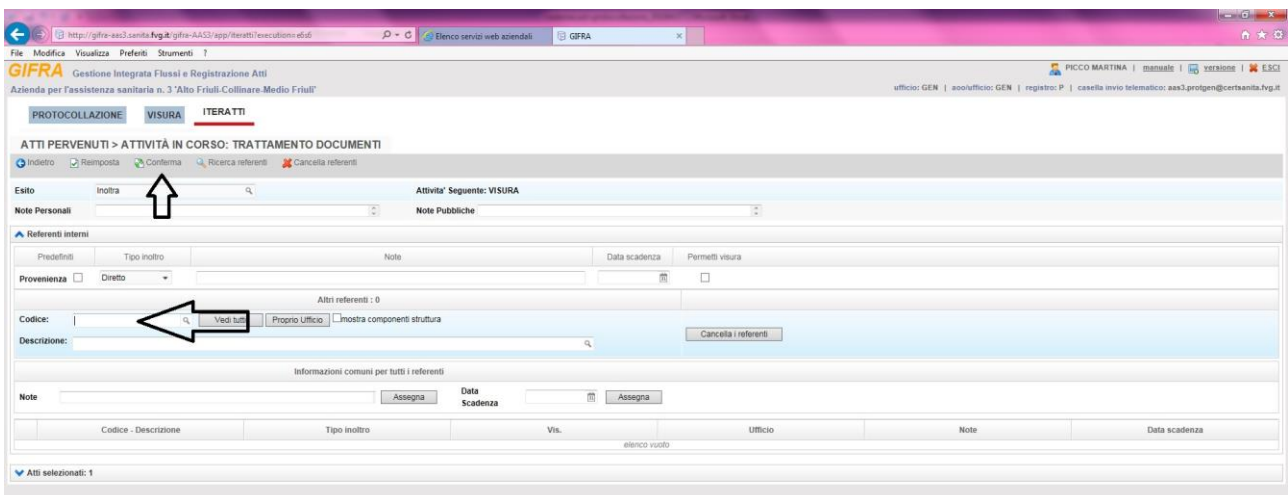 http://gifra-aas3.sanita.fvg.it/gifra-AAS3/app/iteratti?execution=e6s6
Elenco servizi web aziendali
GIFRA
File Modifica Visualizza Preferiti Strumenti ?
GIFRA Gestione Integrata Flussi e Registrazione Atti
PICCO MARTINA | manuale | versione | ESCI
Azienda per l'assistenza sanitaria n. 3 'Alto Friuli-Collinare-Medio Friuli'
ufficio: GEN | aoo/ufficio: GEN | registro: P | casella invio telematico: aas3.protgen@certsanita.fvg.it
PROTOCOLLAZIONE VISURA ITERATTI
ATTI PERVENUTI > ATTIVITÀ IN CORSO: TRATTAMENTO DOCUMENTI
Indietro Reimposta Conferma Ricerca referenti Cancella referenti
Esito Inoltra Attivita' Seguente: VISURA
Note Personali Note Pubbliche
Referenti interni
Predefiniti Tipo inoltro Note Data scadenza Permetti visura
Provenienza Diretto
Altri referenti : 0
Codice: Vedi tutti Proprio Ufficio mostra componenti struttura
Cancella i referenti
Descrizione:
Informazioni comuni per tutti i referenti
Note Assegna Data Scadenza Assegna
Codice - Descrizione Tipo inoltro Vis. Ufficio Note Data scadenza
elenco vuoto
Atti selezionati: 1